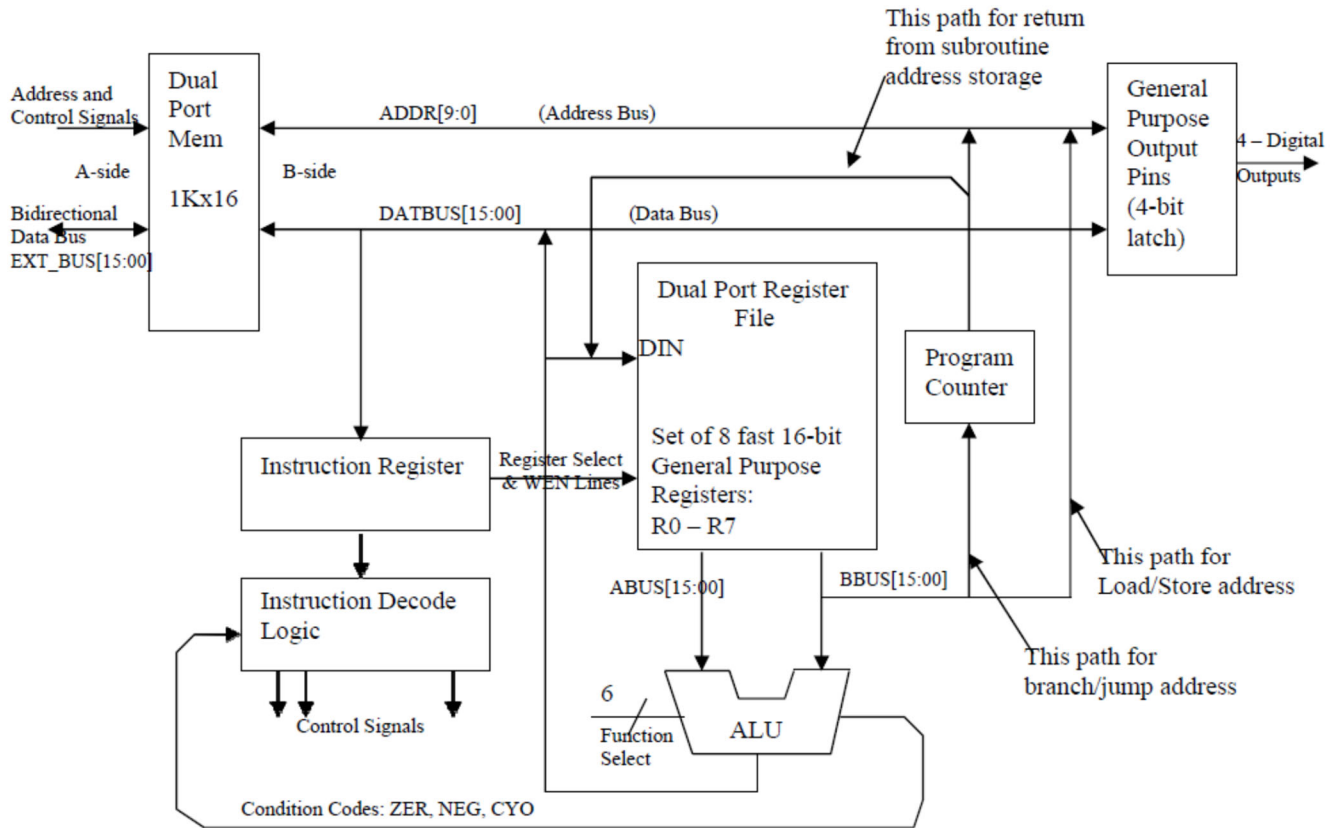 This path for return
from subroutine
address storage
Dual
Port
Mem
1Kx16
Address and
Control Signals
A-side
B-side
Bidirectional
Data Bus
EXT_BUS[15:00]
ADDR[9:0]
(Address Bus)
DATBUS[15:00]
(Data Bus)
General
Purpose
Output
Pins
(4-bit
latch)
4 – Digital
Outputs
Dual Port Register
File
DIN
Set of 8 fast 16-bit
General Purpose
Registers:
R0 – R7
Program
Counter
Instruction Register
Register Select
& WEN Lines
Instruction Decode
Logic
Control Signals
ABUS[15:00]
BBUS[15:00]
This path for
Load/Store address
This path for
branch/jump address
6
Function
Select
ALU
Condition Codes: ZER, NEG, CYO